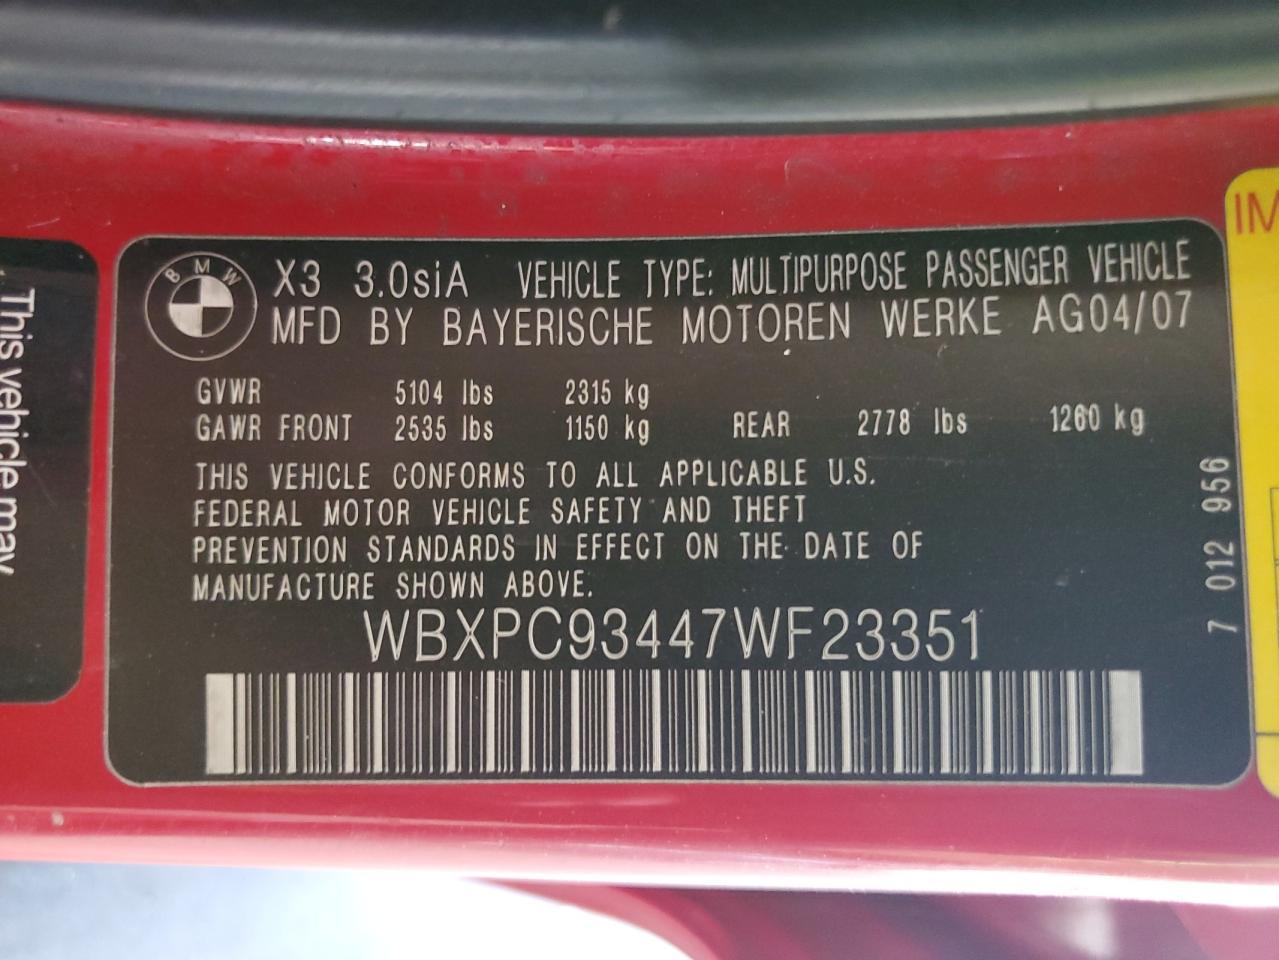 BMW
X3 3.0siA VEHICLE TYPE: MULTIPURPOSE PASSENGER VEHICLE
MFD BY BAYERISCHE MOTOREN WERKE AG04/07
GVWR 5104 lbs 2315 kg
GAWR FRONT 2535 lbs 1150 kg REAR 2778 lbs 1260 kg
THIS VEHICLE CONFORMS TO ALL APPLICABLE U.S.
FEDERAL MOTOR VEHICLE SAFETY AND THEFT
PREVENTION STANDARDS IN EFFECT ON THE DATE OF
MANUFACTURE SHOWN ABOVE.
WBXPC93447WF23351
7 012 956
This vehicle may
IM